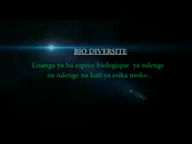 BIO DIVERSITE
Lisanga ya ba espece biologique ya ndenge
na ndenge na kati ya esika moko .